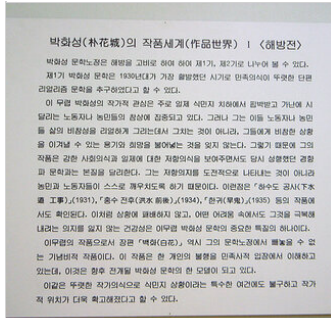 박화성(朴花城)의 작품세계(作品世界) Ⅰ 〈해방전〉
박화성 문학노정은 해방을 고비로 하여 하여 제1기, 제2기로 나누어 볼 수 있다.
제1기 박화성 문학은 1930년대가 가장 활발했던 시기로 민족의식이 뚜렷한 단편
리얼리즘 문학을 추구하였다고 할 수 있다.
이 무렵 박화성의 작가적 관심은 주로 일제 식민지 치하에서 핍박받고 가난에 시
달리는 노동자나 농민들의 참상에 집중되고 있다. 그러나 그는 이들 노동자나 농민
들 삶의 비참성을 리얼하게 그리는데서 그치는 것이 아니라, 그들에게 비참한 상황
을 이겨낼 수 있는 용기와 희망을 불어넣는 것을 잊지 않는다. 그렇기 때문에 그의
작품은 강한 사회의식과 일제에 대한 저항의식을 보여주면서도 당시 성행했던 경향
파 문학과는 본질을 달리한다. 그는 저항의지를 도전적으로 나타내는 것이 아니라
농민과 노동자들이 스스로 깨우치도록 하기 때문이다. 이런점은 「하수도 공사(下水
道 工事)」(1931), 「홍수 전후(洪水 前後)」(1934), 「한귀(旱鬼)」(1935) 등의 작품에
서도 확인된다. 이처럼 상황에 패배하지 않고, 어떤 어려움 속에서도 그것을 극복해
내려는 의지를 잃지 않는 건강성은 이무렵 박화성 문학의 중요한 특질의 하나이다.
이무렵의 작품으로서 장편 「백화(白花)」 역시 그의 문학노정에서 빼놓을 수 없
는 기념비적 작품이다. 이 작품은 한 개인의 불행을 민족사적 입장에서 이해하고
있는데, 이것은 향후 전개될 박화성 문학의 한 모델이 되고 있다.
이같은 뚜렷한 작가의식으로 식민지 상황이라는 특수한 여건에도 불구하고 작가
적 위치가 더욱 확고해졌다고 할 수 있다.